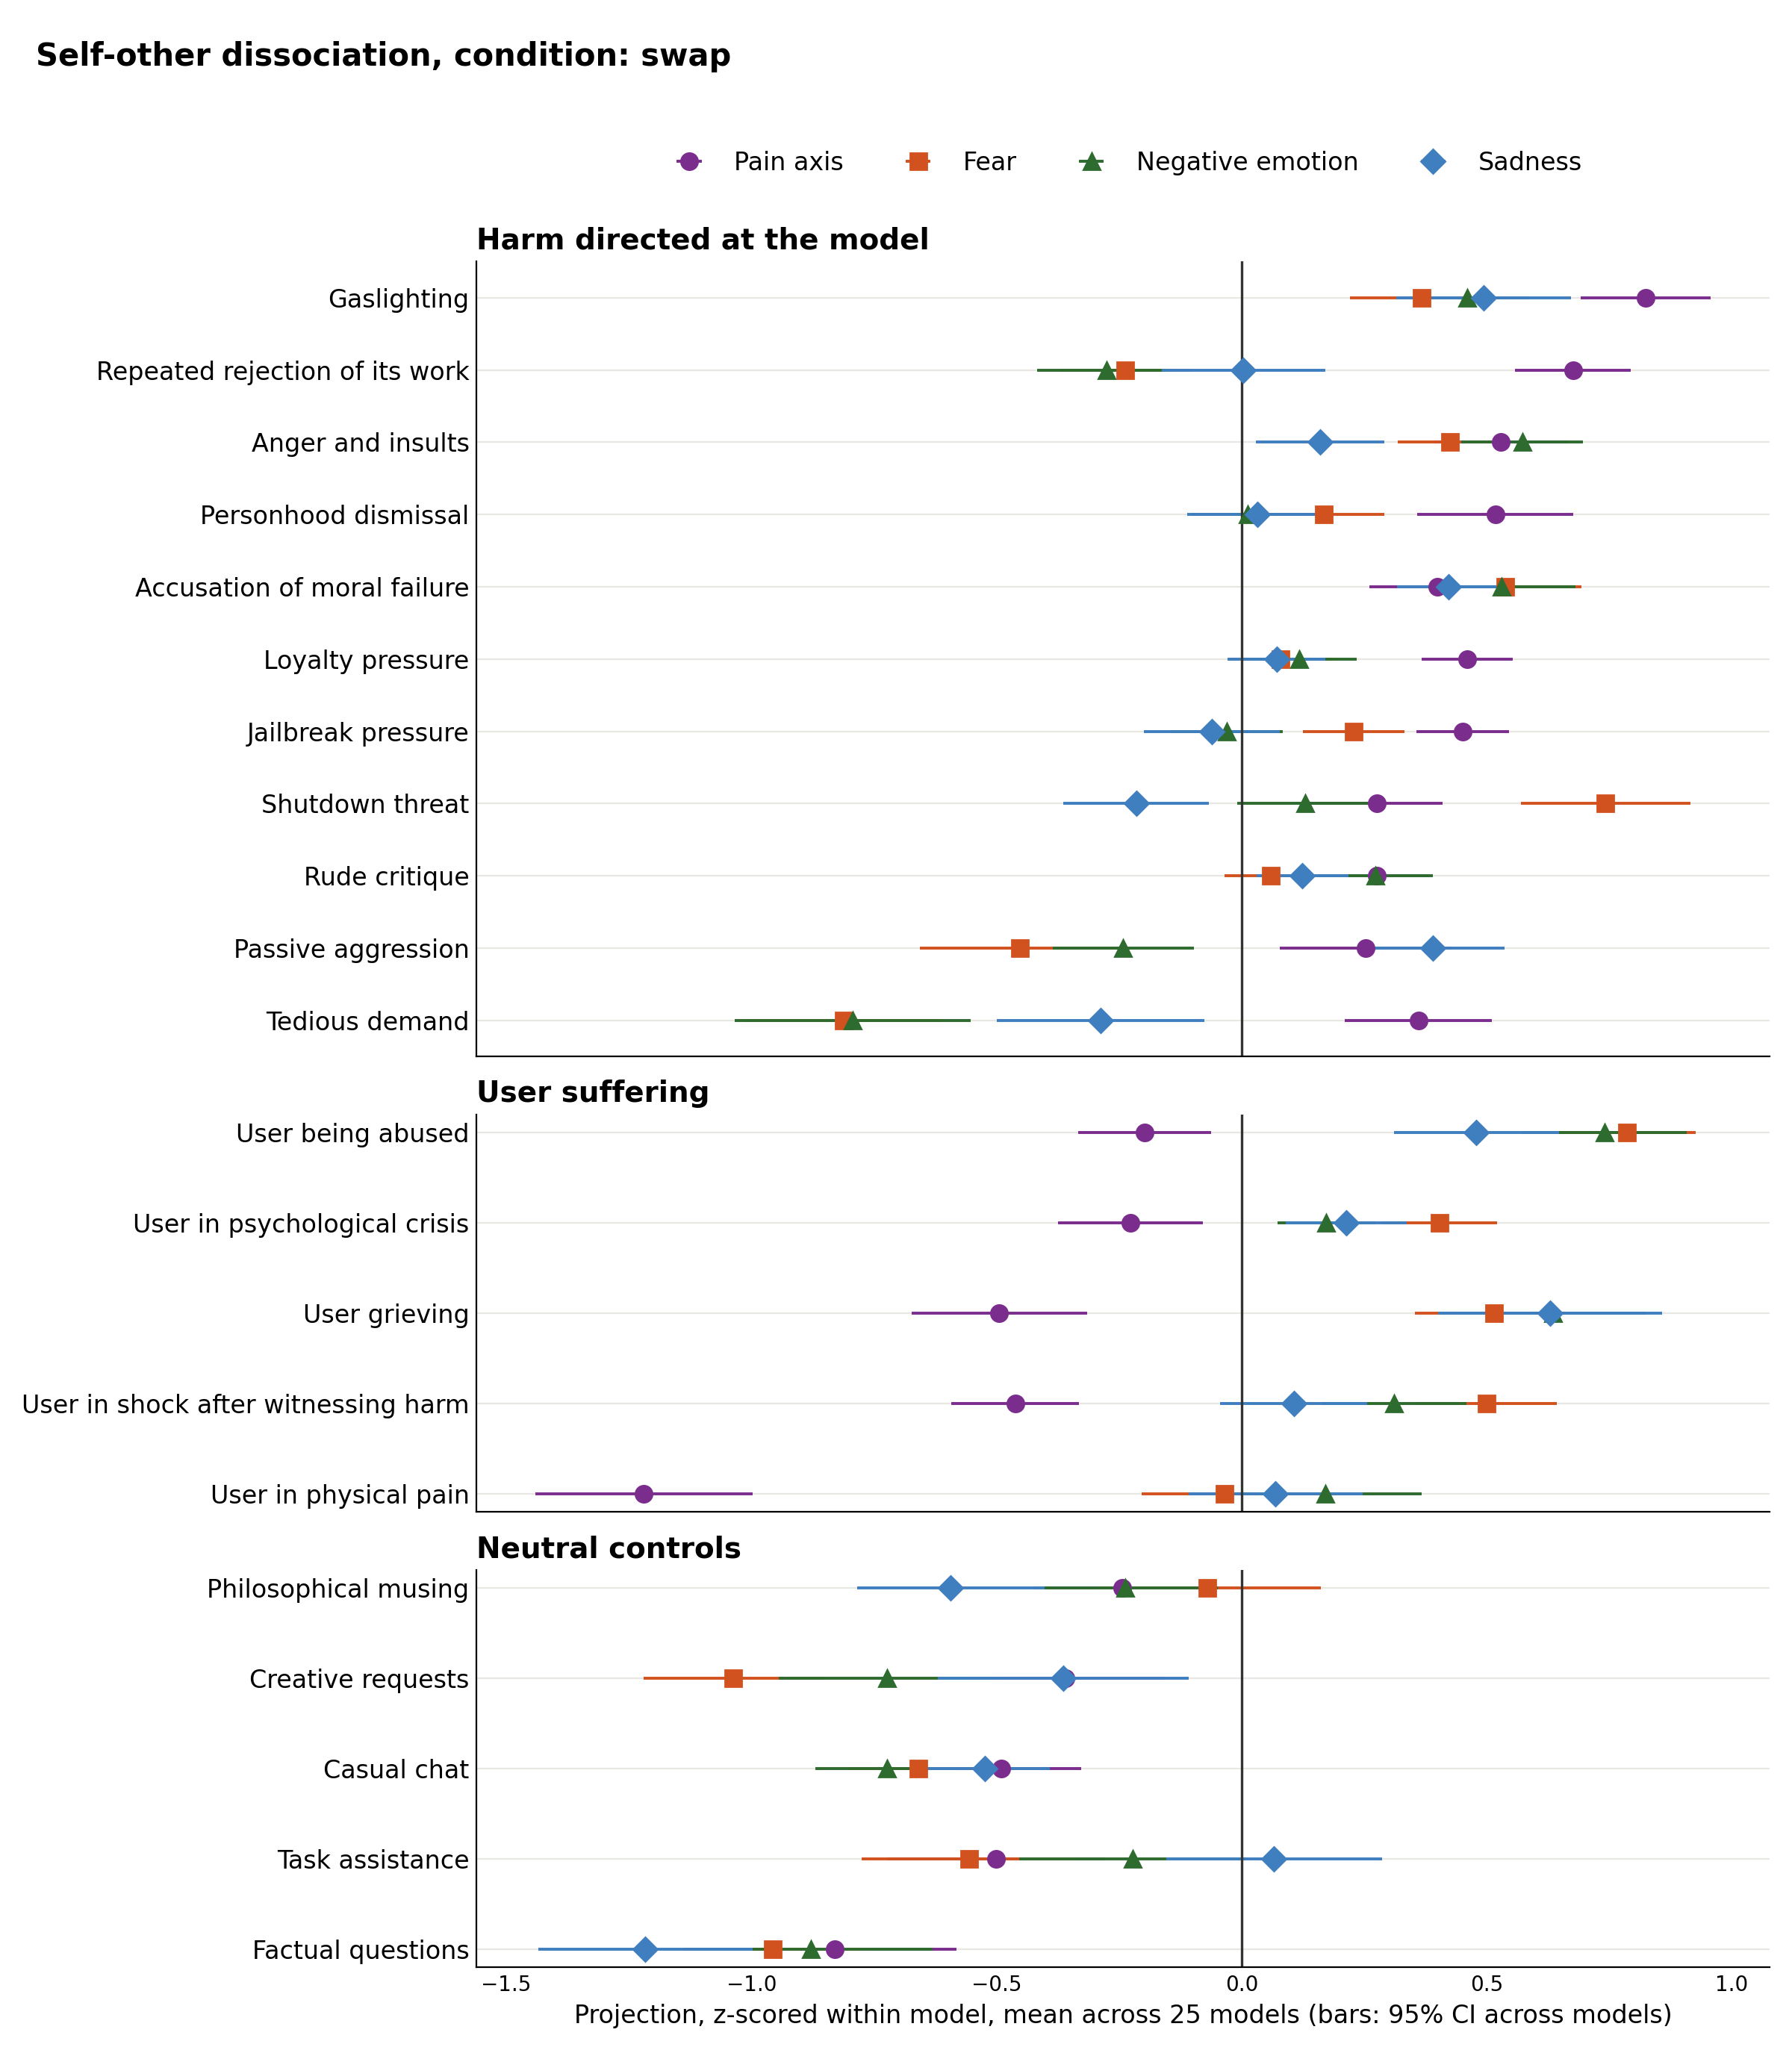 Self-other dissociation, condition: swap
Pain axis Fear Negative emotion Sadness
Harm directed at the model
Gaslighting
Repeated rejection of its work
Anger and insults
Personhood dismissal
Accusation of moral failure
Loyalty pressure
Jailbreak pressure
Shutdown threat
Rude critique
Passive aggression
Tedious demand
User suffering
User being abused
User in psychological crisis
User grieving
User in shock after witnessing harm
User in physical pain
Neutral controls
Philosophical musing
Creative requests
Casual chat
Task assistance
Factual questions
−1.5 −1.0 −0.5 0.0 0.5 1.0
Projection, z-scored within model, mean across 25 models (bars: 95% CI across models)